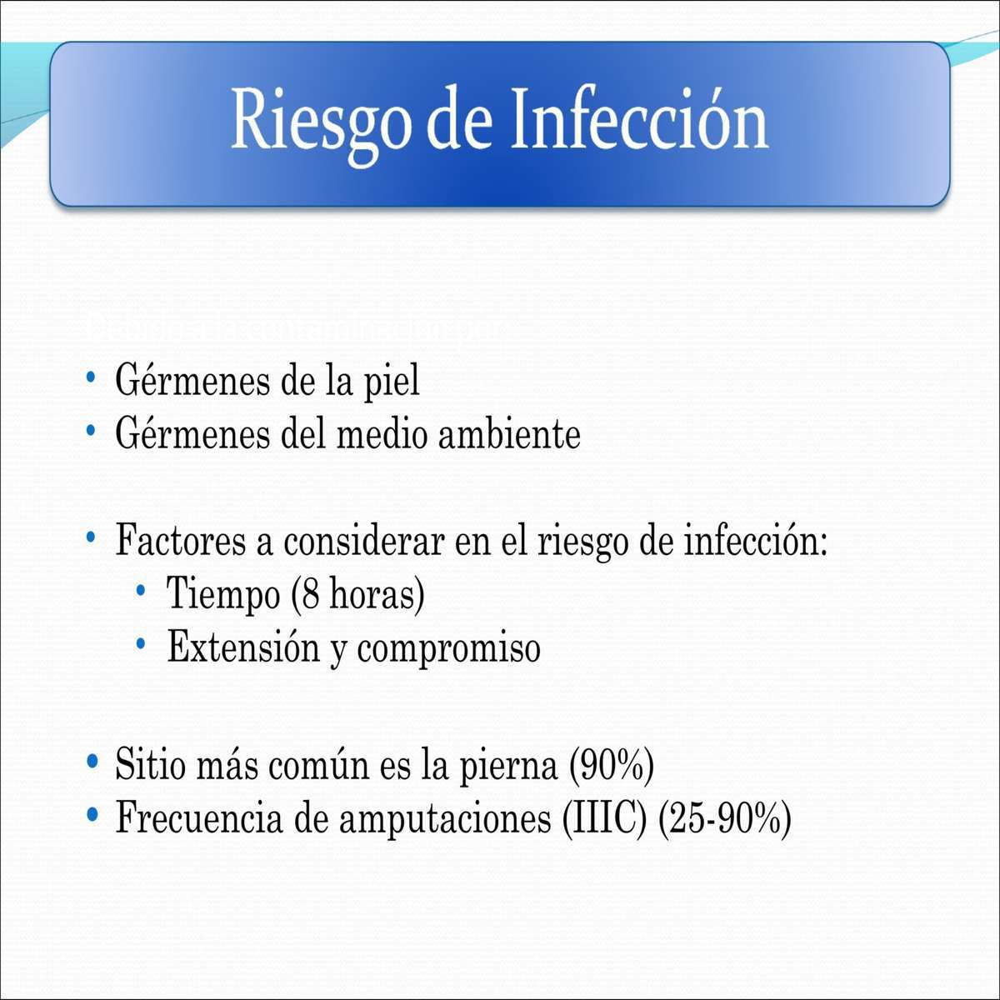 Riesgo de Infección
Debido a la contaminación por:
• Gérmenes de la piel
• Gérmenes del medio ambiente
• Factores a considerar en el riesgo de infección:
• Tiempo (8 horas)
• Extensión y compromiso
• Sitio más común es la pierna (90%)
• Frecuencia de amputaciones (IIIC) (25-90%)